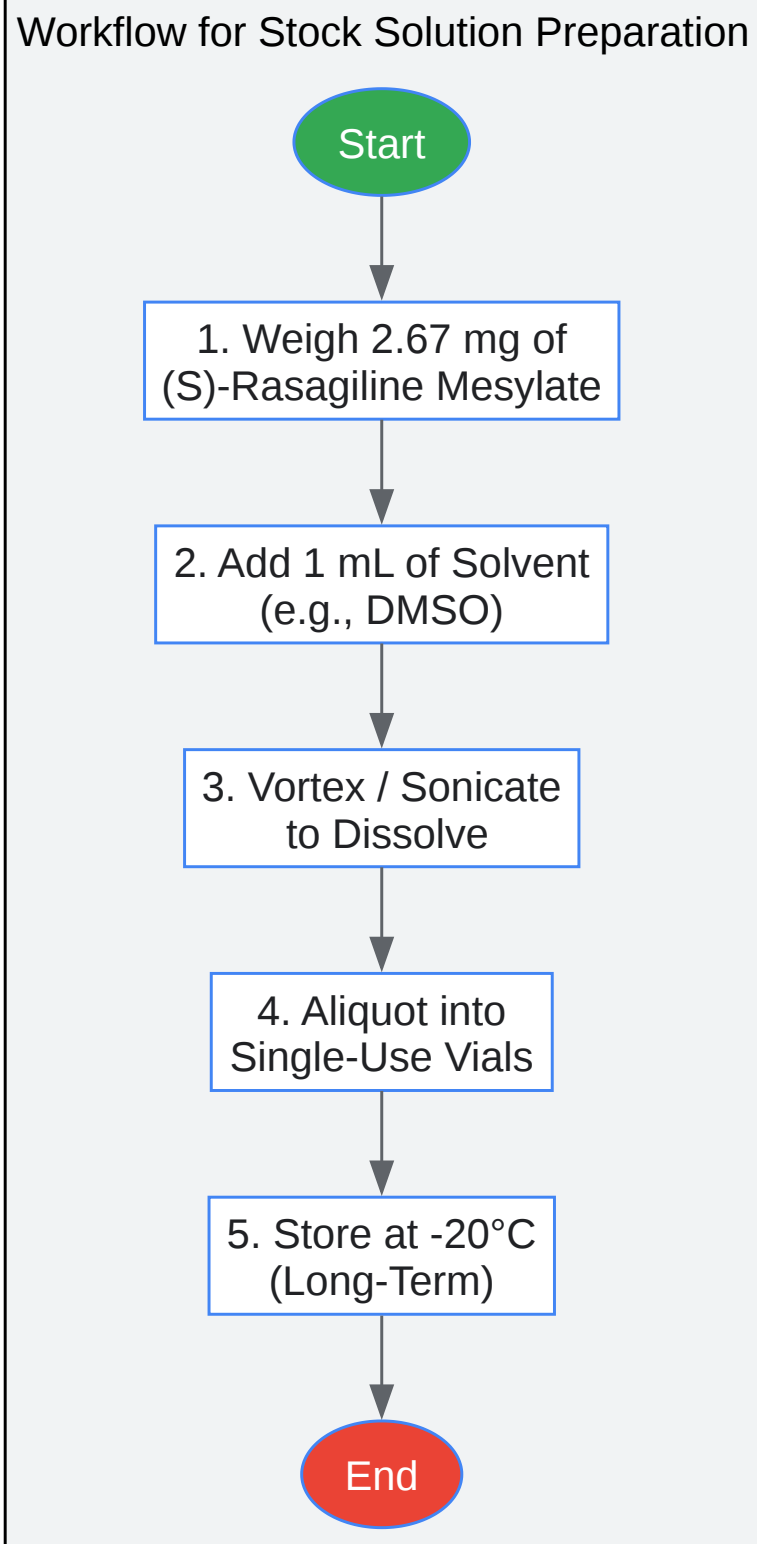 Workflow for Stock Solution Preparation
Start
1. Weigh 2.67 mg of
(S)-Rasagiline Mesylate
2. Add 1 mL of Solvent
(e.g., DMSO)
3. Vortex / Sonicate
to Dissolve
4. Aliquot into
Single-Use Vials
5. Store at -20°C
(Long-Term)
End